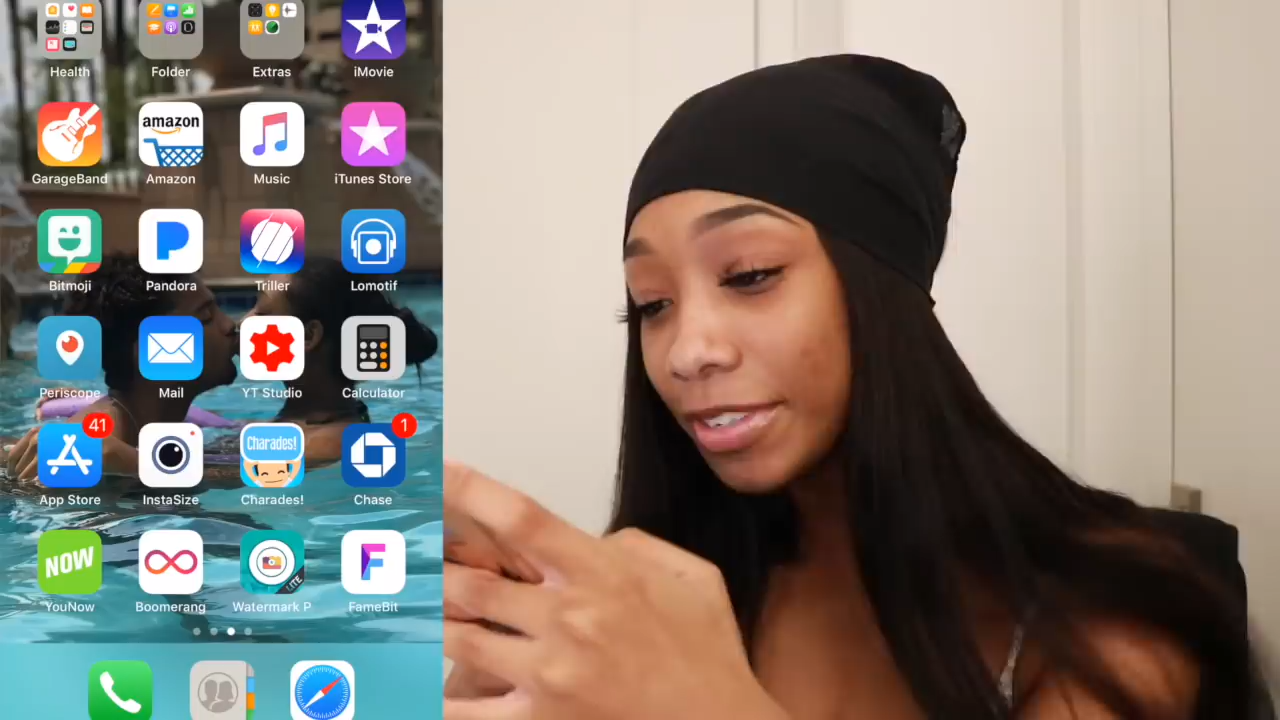 Health Folder Extras iMovie
amazon
GarageBand Amazon Music iTunes Store
Bitmoji Pandora Triller Lomotif
Periscope Mail YT Studio Calculator
41 1
Charades!
App Store InstaSize Charades! Chase
NOW
LITE
YouNow Boomerang Watermark P FameBit